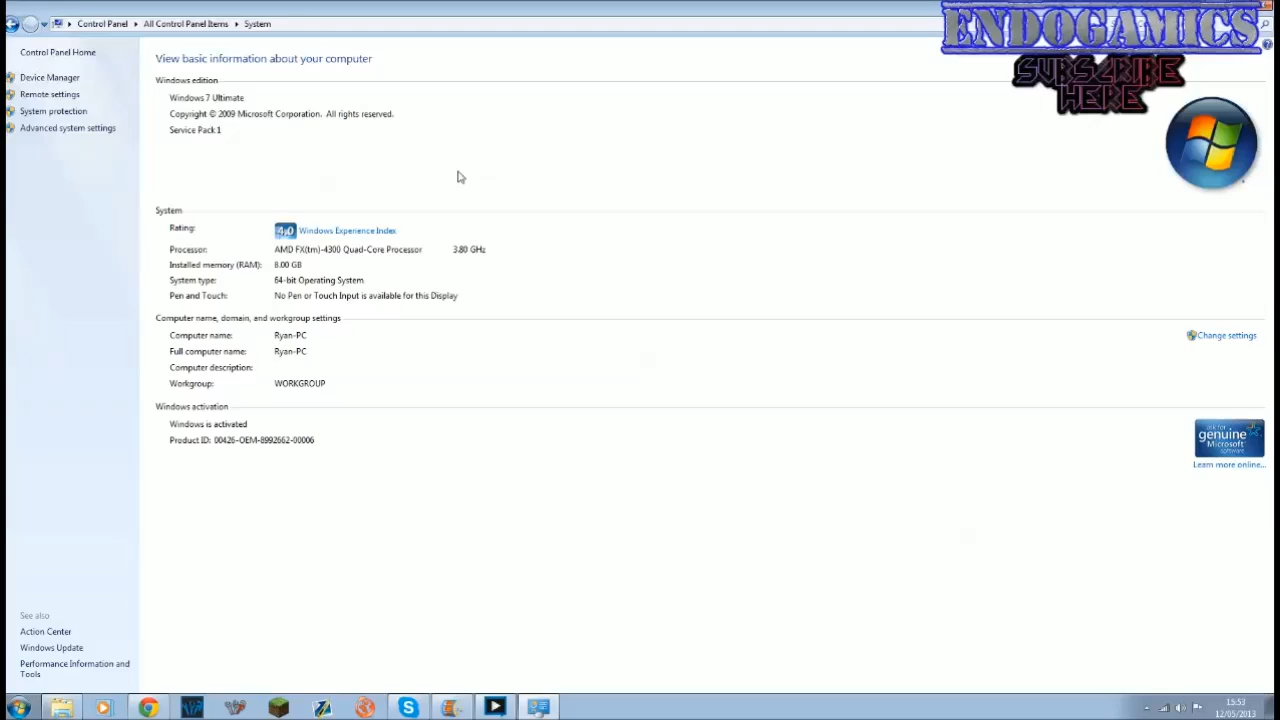 Control Panel All Control Panel Items System
ENDOGAMICS
SUBSCRIBE
HERE
Control Panel Home
Device Manager
Remote settings
System protection
Advanced system settings
View basic information about your computer
Windows edition
Windows 7 Ultimate
Copyright © 2009 Microsoft Corporation. All rights reserved.
Service Pack 1
System
Rating: 4,0 Windows Experience Index
Processor: AMD FX(tm)-4300 Quad-Core Processor 3.80 GHz
Installed memory (RAM): 8.00 GB
System type: 64-bit Operating System
Pen and Touch: No Pen or Touch Input is available for this Display
Computer name, domain, and workgroup settings
Computer name: Ryan-PC
Change settings
Full computer name: Ryan-PC
Computer description:
Workgroup: WORKGROUP
Windows activation
Windows is activated
Product ID: 00426-OEM-8992662-00006
ask for
genuine
Microsoft
software
Learn more online...
See also
Action Center
Windows Update
Performance Information and
Tools
15:53
12/05/2013